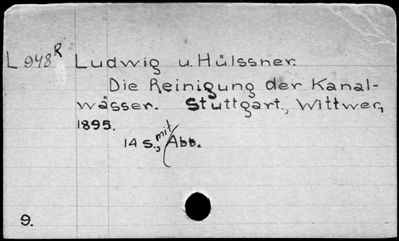 L 948 R Ludwig u. Hülssner.
Die Reinigung der Kanal-
wässer. Stuttgart., Wittwer,
1895.
14 S., mit Abb.
9.